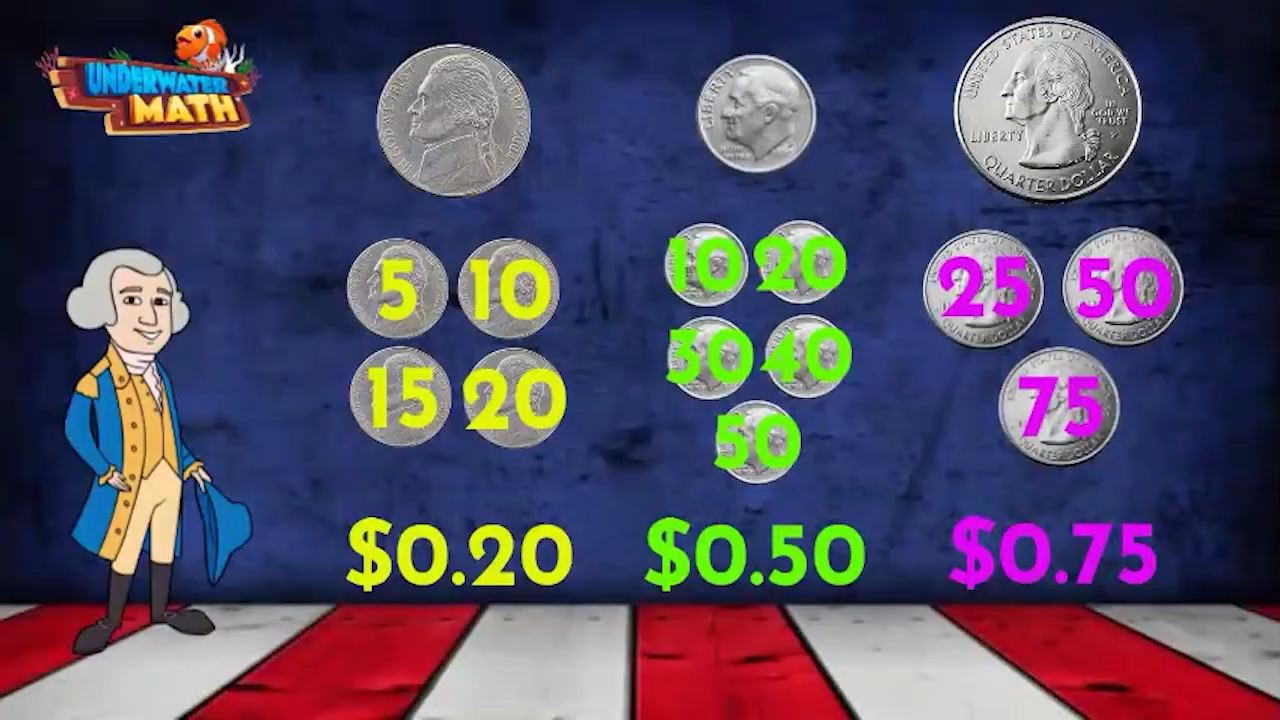 UNDERWATER
MATH
LIBERTY
UNITED STATES OF AMERICA
LIBERTY
IN
GOD WE
TRUST
QUARTER DOLLAR
5 10
15 20
10 20
30 40
50
25 50
75
$0.20 $0.50 $0.75